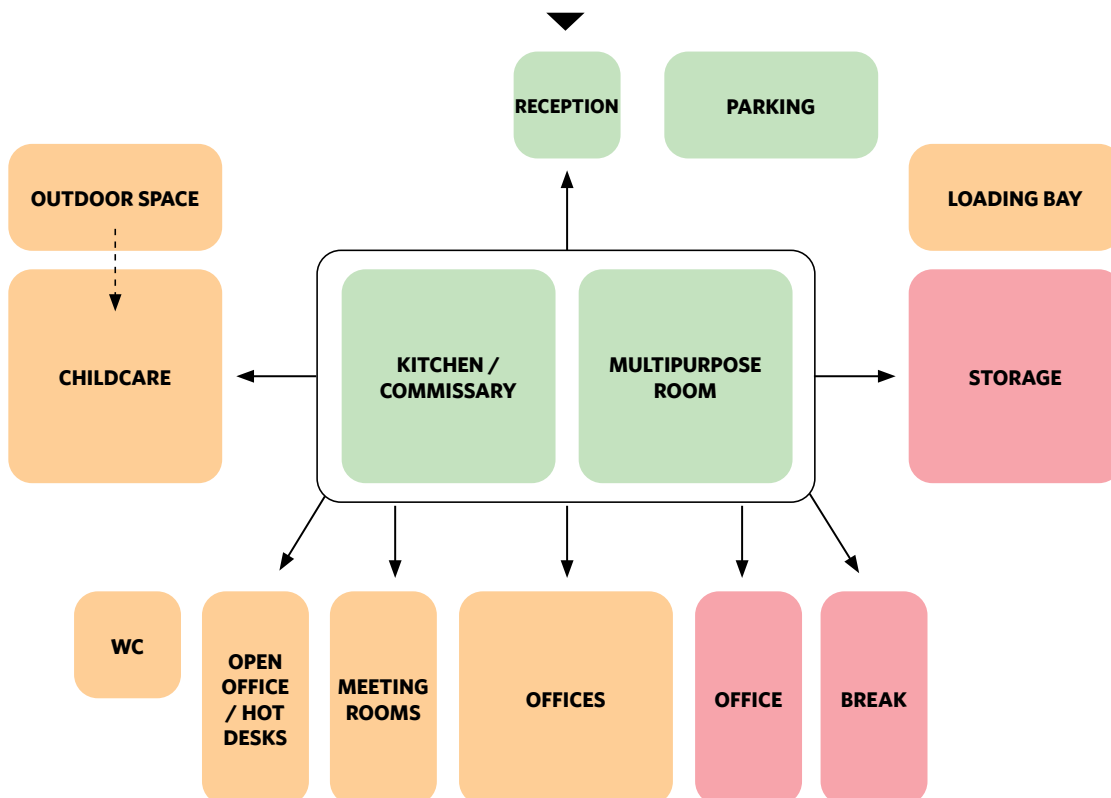 RECEPTION
PARKING
OUTDOOR SPACE
LOADING BAY
CHILDCARE
KITCHEN /
COMMISSARY
MULTIPURPOSE
ROOM
STORAGE
WC
OPEN
OFFICE
/ HOT
DESKS
MEETING
ROOMS
OFFICES
OFFICE
BREAK